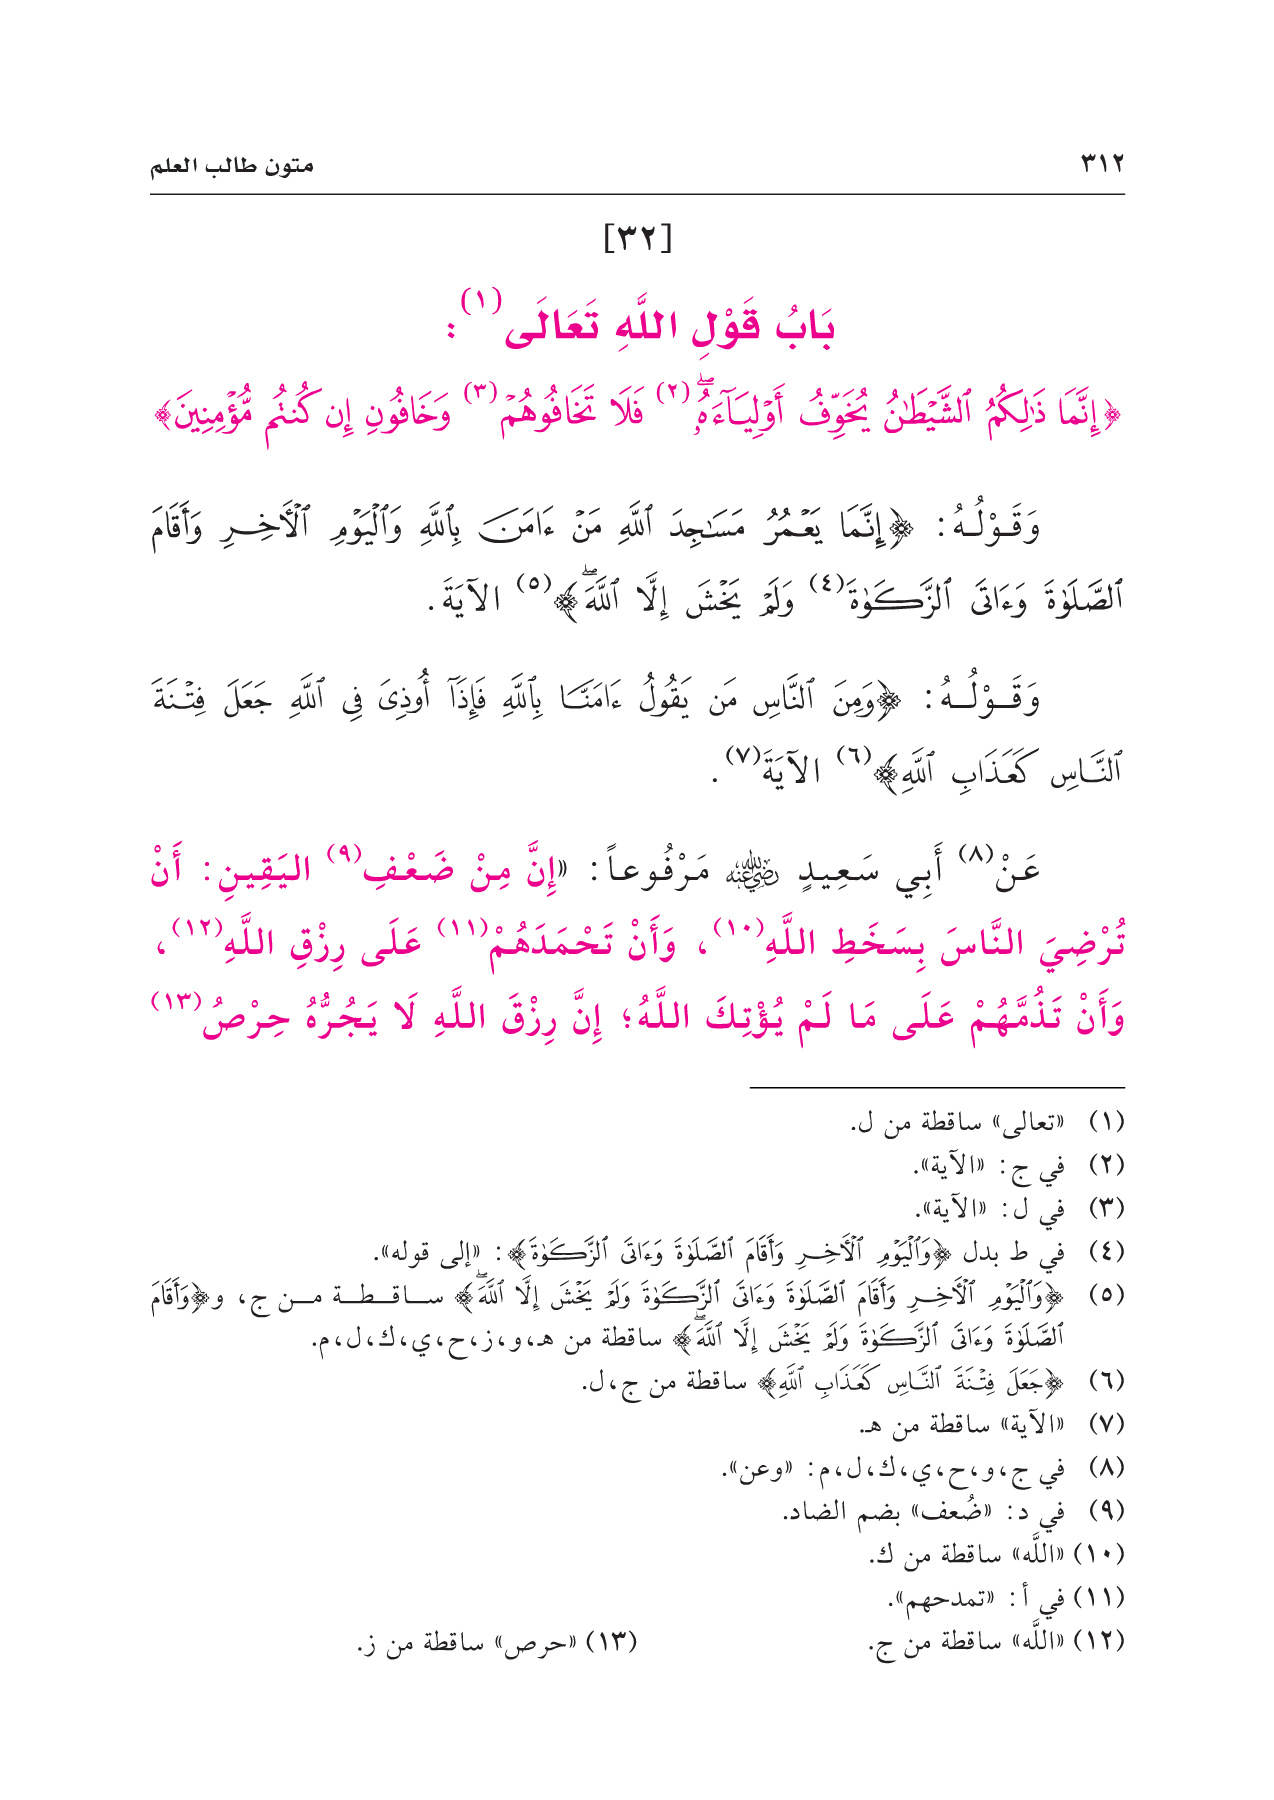 ٣١٢
متون طالب العلم
[٣٢]
بَابُ قَوْلِ اللَّهِ تَعَالَى(١):
﴿إِنَّمَا ذَٰلِكُمُ ٱلشَّيْطَٰنُ يُخَوِّفُ أَوْلِيَآءَهُۥۖ(٢) فَلَا تَخَافُوهُمْ(٣) وَخَافُونِ إِن كُنتُم مُّؤْمِنِينَ﴾
وَقَوْلُهُ: ﴿إِنَّمَا يَعْمُرُ مَسَٰجِدَ ٱللَّهِ مَنْ ءَامَنَ بِٱللَّهِ وَٱلْيَوْمِ ٱلْأَخِرِ وَأَقَامَ
ٱلصَّلَوٰةَ وَءَاتَى ٱلزَّكَوٰةَ(٤) وَلَمْ يَخْشَ إِلَّا ٱللَّهَۖ﴾(٥) الآيَةَ.
وَقَوْلُهُ: ﴿وَمِنَ ٱلنَّاسِ مَن يَقُولُ ءَامَنَّا بِٱللَّهِ فَإِذَآ أُوذِىَ فِى ٱللَّهِ جَعَلَ فِتْنَةَ
ٱلنَّاسِ كَعَذَابِ ٱللَّهِ﴾(٦) الآيَةَ(٧).
عَنْ(٨) أَبِي سَعِيدٍ رضي الله عنه مَرْفُوعاً: «إِنَّ مِنْ ضَعْفِ(٩) اليَقِينِ: أَنْ
تُرْضِيَ النَّاسَ بِسَخَطِ اللَّهِ(١٠)، وَأَنْ تَحْمَدَهُمْ(١١) عَلَى رِزْقِ اللَّهِ(١٢)،
وَأَنْ تَذُمَّهُمْ عَلَى مَا لَمْ يُؤْتِكَ اللَّهُ؛ إِنَّ رِزْقَ اللَّهِ لَا يَجُرُّهُ حِرْصُ(١٣)
(١) «تعالى» ساقطة من ل.
(٢) في ج: «الآية».
(٣) في ل: «الآية».
(٤) في ط بدل ﴿وَٱلْيَوْمِ ٱلْأَخِرِ وَأَقَامَ ٱلصَّلَوٰةَ وَءَاتَى ٱلزَّكَوٰةَ﴾: «إلى قوله».
(٥) ﴿وَٱلْيَوْمِ ٱلْأَخِرِ وَأَقَامَ ٱلصَّلَوٰةَ وَءَاتَى ٱلزَّكَوٰةَ وَلَمْ يَخْشَ إِلَّا ٱللَّهَۖ﴾ ساقطة من ج، و﴿وَأَقَامَ
ٱلصَّلَوٰةَ وَءَاتَى ٱلزَّكَوٰةَ وَلَمْ يَخْشَ إِلَّا ٱللَّهَۖ﴾ ساقطة من هـ، و، ز، ح، ي، ك، ل، م.
(٦) ﴿جَعَلَ فِتْنَةَ ٱلنَّاسِ كَعَذَابِ ٱللَّهِ﴾ ساقطة من ج، ل.
(٧) «الآية» ساقطة من هـ.
(٨) في ج، و، ح، ي، ك، ل، م: «وعن».
(٩) في د: «ضُعف» بضم الضاد.
(١٠) «اللَّه» ساقطة من ك.
(١١) في أ: «تمدحهم».
(١٢) «اللَّه» ساقطة من ج.
(١٣) «حرص» ساقطة من ز.